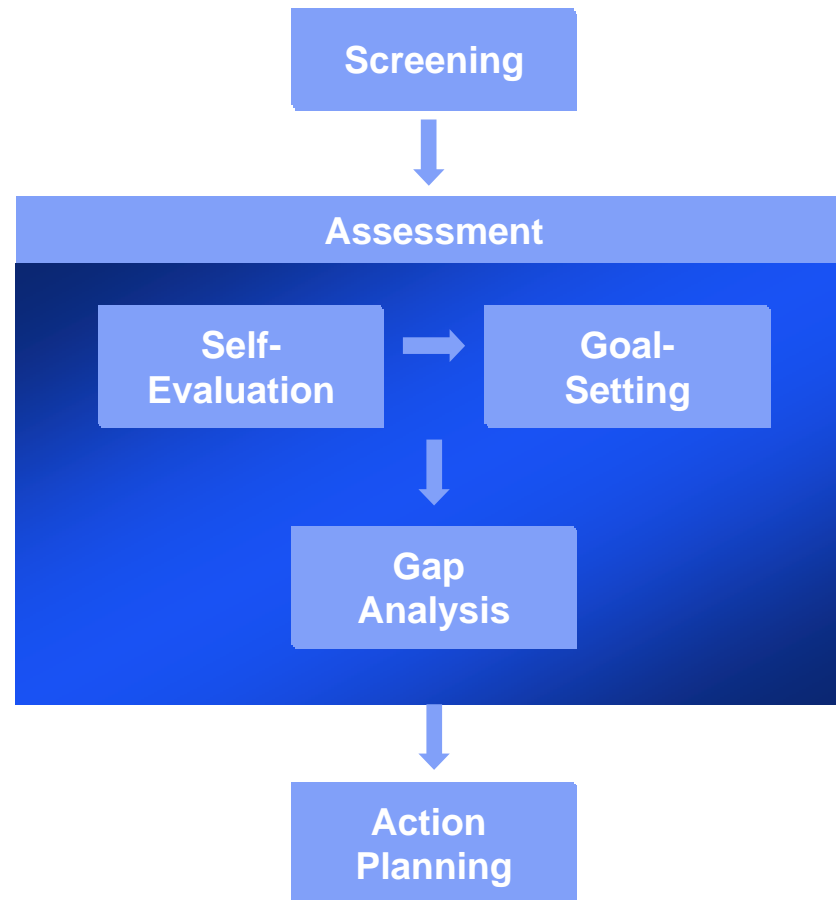 Screening
Assessment
Self-
Evaluation
Goal-
Setting
Gap
Analysis
Action
Planning